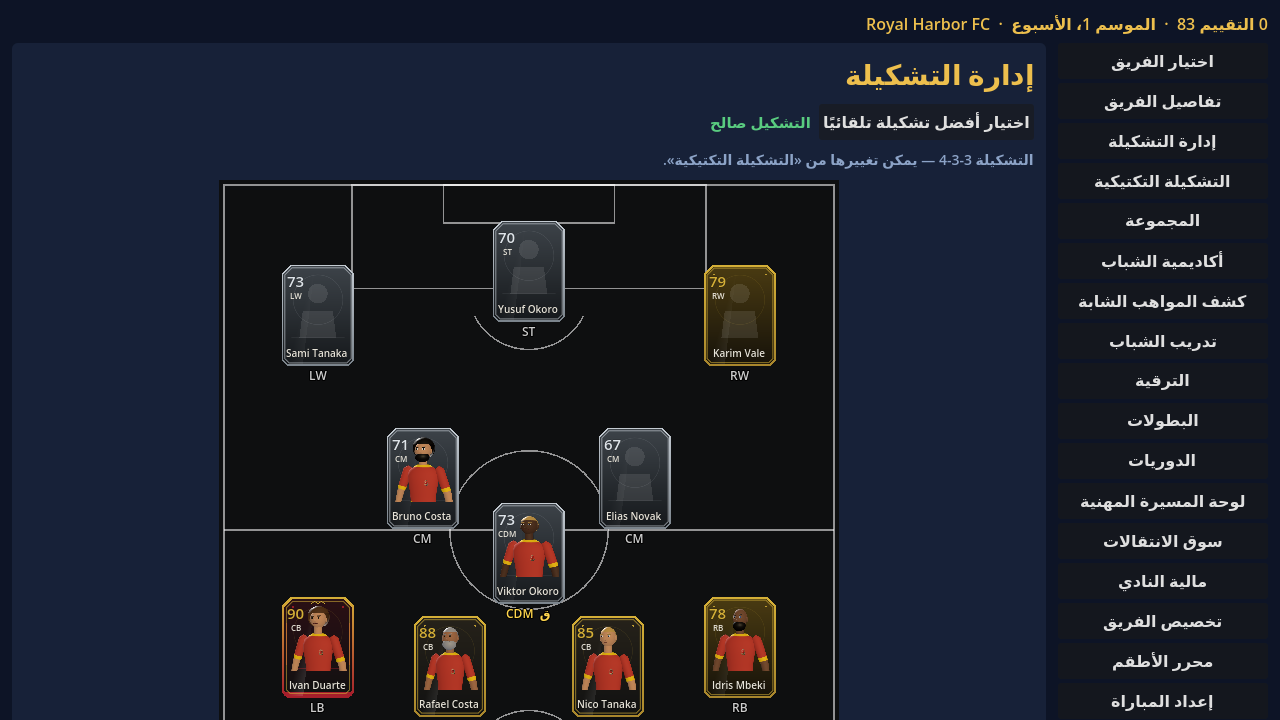 Royal Harbor FC · الموسم 1، الأسبوع 0 التقييم 83
اختيار الفريق
تفاصيل الفريق
إدارة التشكيلة
التشكيلة التكتيكية
المجموعة
أكاديمية الشباب
كشف المواهب الشابة
تدريب الشباب
الترقية
البطولات
الدوريات
لوحة المسيرة المهنية
سوق الانتقالات
مالية النادي
تخصيص الفريق
محرر الأطقم
إعداد المباراة
إدارة التشكيلة
اختيار أفضل تشكيلة تلقائيًا
التشكيل صالح
التشكيلة 3-3-4 — يمكن تغييرها من «التشكيلة التكتيكية».
70
ST
Yusuf Okoro
ST
73
LW
Sami Tanaka
LW
79
RW
Karim Vale
RW
71
CM
Bruno Costa
CM
67
CM
Elias Novak
CM
73
CDM
Viktor Okoro
CDM ق
90
CB
Ivan Duarte
LB
88
CB
Rafael Costa
85
CB
Nico Tanaka
78
RB
Idris Mbeki
RB